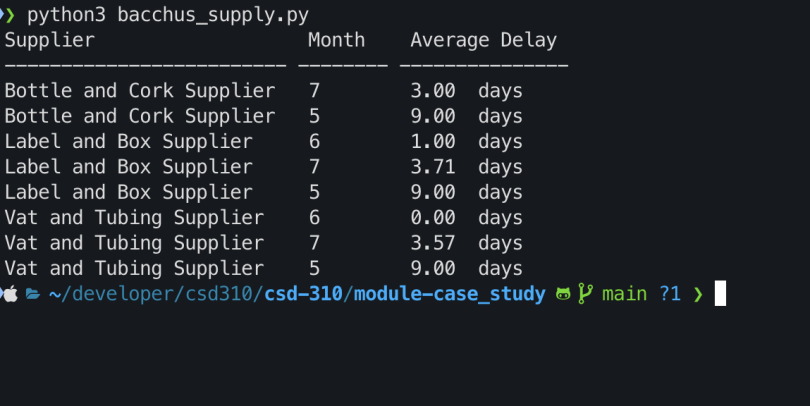 ❯ python3 bacchus_supply.py
Supplier                   Month    Average Delay
------------------------- -------- ---------------
Bottle and Cork Supplier   7        3.00  days
Bottle and Cork Supplier   5        9.00  days
Label and Box Supplier     6        1.00  days
Label and Box Supplier     7        3.71  days
Label and Box Supplier     5        9.00  days
Vat and Tubing Supplier    6        0.00  days
Vat and Tubing Supplier    7        3.57  days
Vat and Tubing Supplier    5        9.00  days
~/developer/csd310/csd-310/module-case_study main ?1 ❯